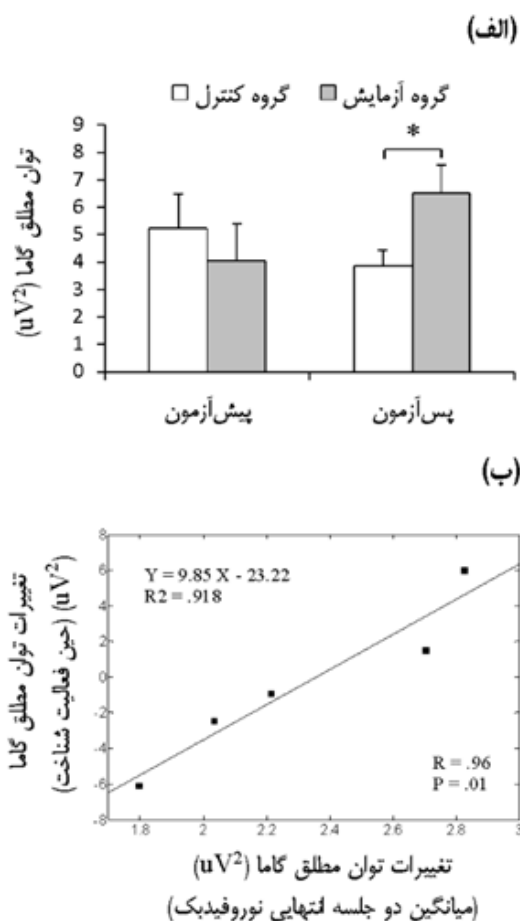 (الف)
گروه کنترل گروه آزمایش
*
توان مطلق گاما (uV²)
9
8
7
6
5
4
3
2
1
0
پیش‌آزمون پس‌آزمون
(ب)
تغییرات توان مطلق گاما
(حین فعالیت شناخت) (uV²)
8
6
4
2
0
-2
-4
-6
-8
Y = 9.85 X - 23.22
R2 = .918
R = .96
P = .01
1.8 2 2.2 2.4 2.6 2.8 3
تغییرات توان مطلق گاما (uV²)
(میانگین دو جلسه انتهایی نوروفیدبک)